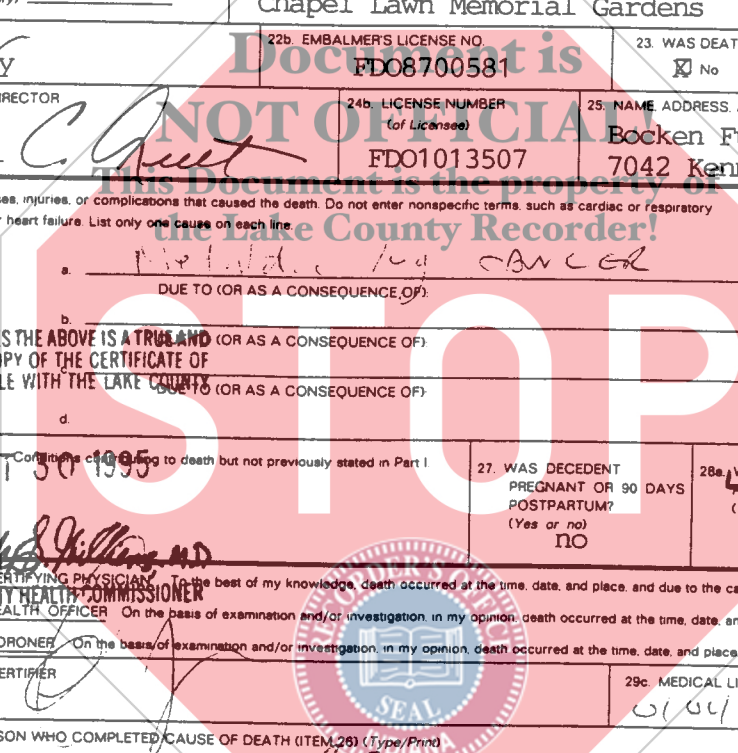 Chapel Lawn Memorial Gardens
22b. EMBALMER'S LICENSE NO.
FDO8700581
23. WAS DEAT
No
IRECTOR
24b. LICENSE NUMBER
(of Licensee)
FDO1013507
25. NAME, ADDRESS,
Bocken F
7042 Kenn
Document is
NOT OFFICIAL!
This Document is the property of
the Lake County Recorder!
ses, injuries, or complications that caused the death. Do not enter nonspecific terms, such as cardiac or respiratory
r heart failure. List only one cause on each line.
a. CANCER
DUE TO (OR AS A CONSEQUENCE OF):
b.
DUE TO (OR AS A CONSEQUENCE OF):
c.
DUE TO (OR AS A CONSEQUENCE OF):
d.
S THE ABOVE IS A TRUE AND
OPY OF THE CERTIFICATE OF
LE WITH THE LAKE COUNTY
STOP
Conditions contributing to death but not previously stated in Part I.
T 30 1995
27. WAS DECEDENT
PREGNANT OR 90 DAYS
POSTPARTUM?
(Yes or no)
no
28a.
M.D.
TY HEALTH COMMISSIONER
ERTIFYING PHYSICIAN To the best of my knowledge, death occurred at the time, date, and place, and due to the ca
EALTH OFFICER On the basis of examination and/or investigation, in my opinion, death occurred at the time, date, an
ORONER On the basis of examination and/or investigation, in my opinion, death occurred at the time, date, and place
SEAL
ERTIFIER
29c. MEDICAL LI
SON WHO COMPLETED CAUSE OF DEATH (ITEM 26) (Type/Print)